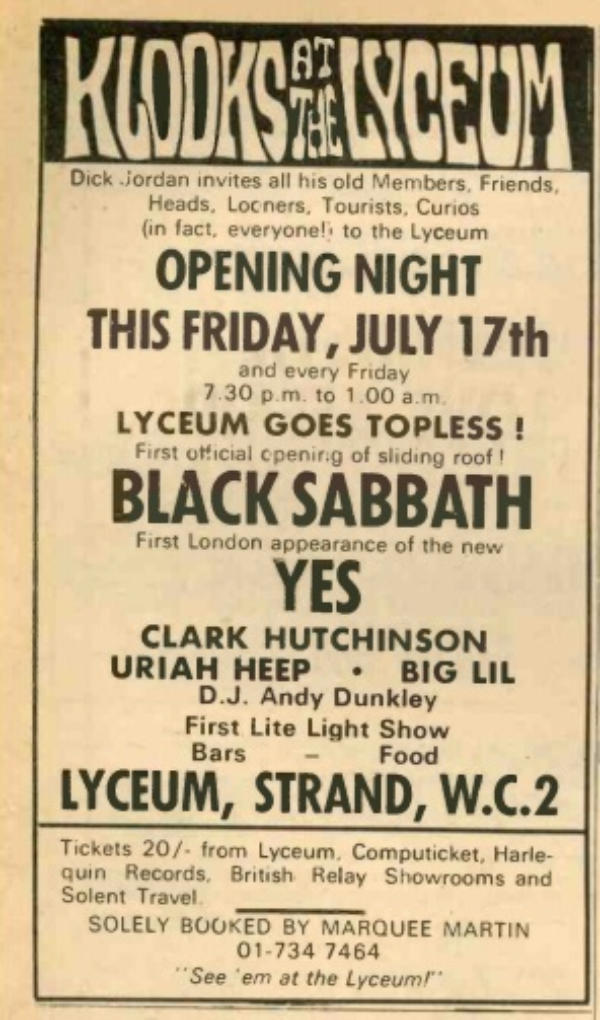 KLOOKS AT THE LYCEUM
Dick Jordan invites all his old Members, Friends,
Heads, Looners, Tourists, Curios
(in fact, everyone!) to the Lyceum
OPENING NIGHT
THIS FRIDAY, JULY 17th
and every Friday
7.30 p.m. to 1.00 a.m.
LYCEUM GOES TOPLESS !
First official opening of sliding roof !
BLACK SABBATH
First London appearance of the new
YES
CLARK HUTCHINSON
URIAH HEEP • BIG LIL
D.J. Andy Dunkley
First Lite Light Show
Bars – Food
LYCEUM, STRAND, W.C.2
Tickets 20/- from Lyceum, Computicket, Harle-
quin Records, British Relay Showrooms and
Solent Travel.
SOLELY BOOKED BY MARQUEE MARTIN
01-734 7464
"See 'em at the Lyceum!"